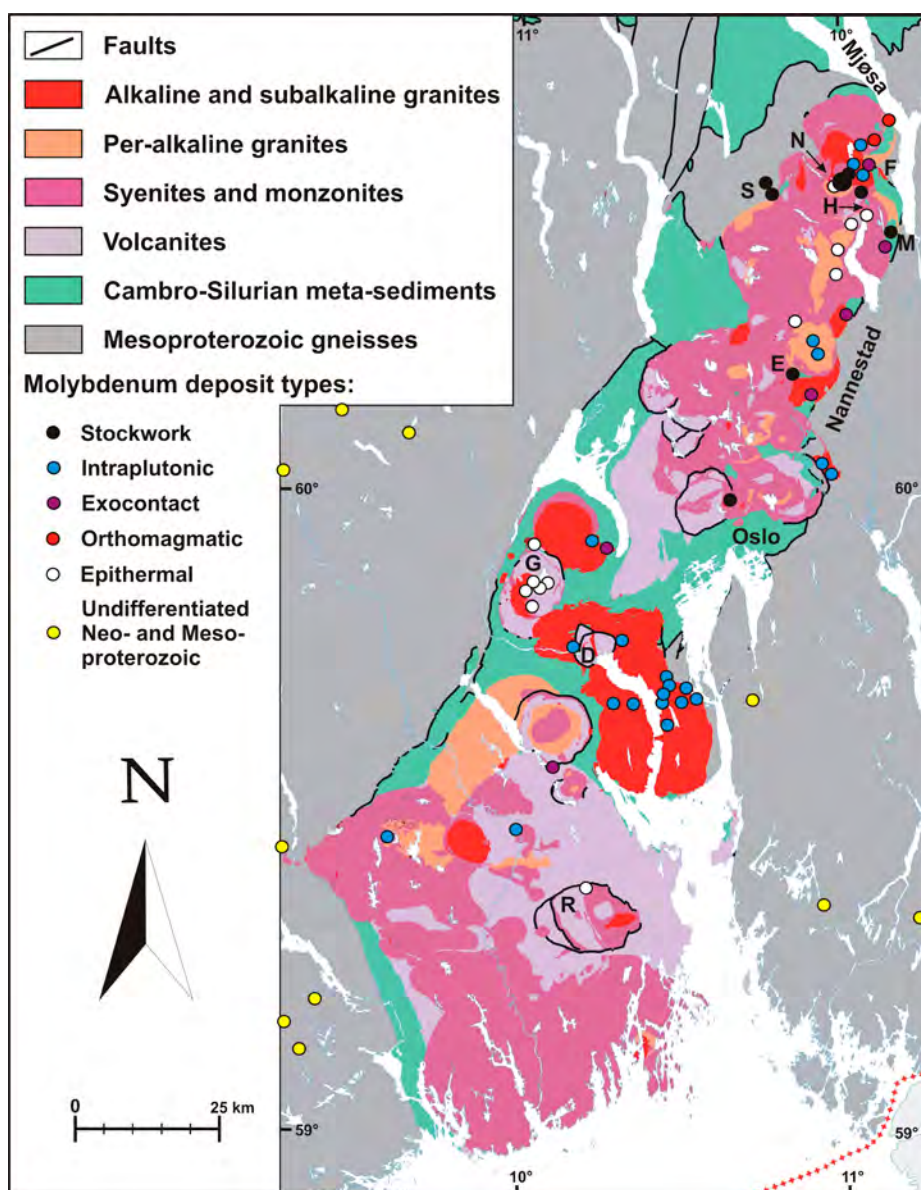 11°
10°
Faults
Alkaline and subalkaline granites
Per-alkaline granites
Syenites and monzonites
Volcanites
Cambro-Silurian meta-sediments
Mesoproterozoic gneisses
Molybdenum deposit types:
Stockwork
Intraplutonic
Exocontact
Orthomagmatic
Epithermal
Undifferentiated
Neo- and Meso-
proterozoic
Mjøsa
N
F
S
H
M
E
Nannestad
60°
60°
Oslo
G
D
N
R
0
25 km
59°
59°
10°
11°